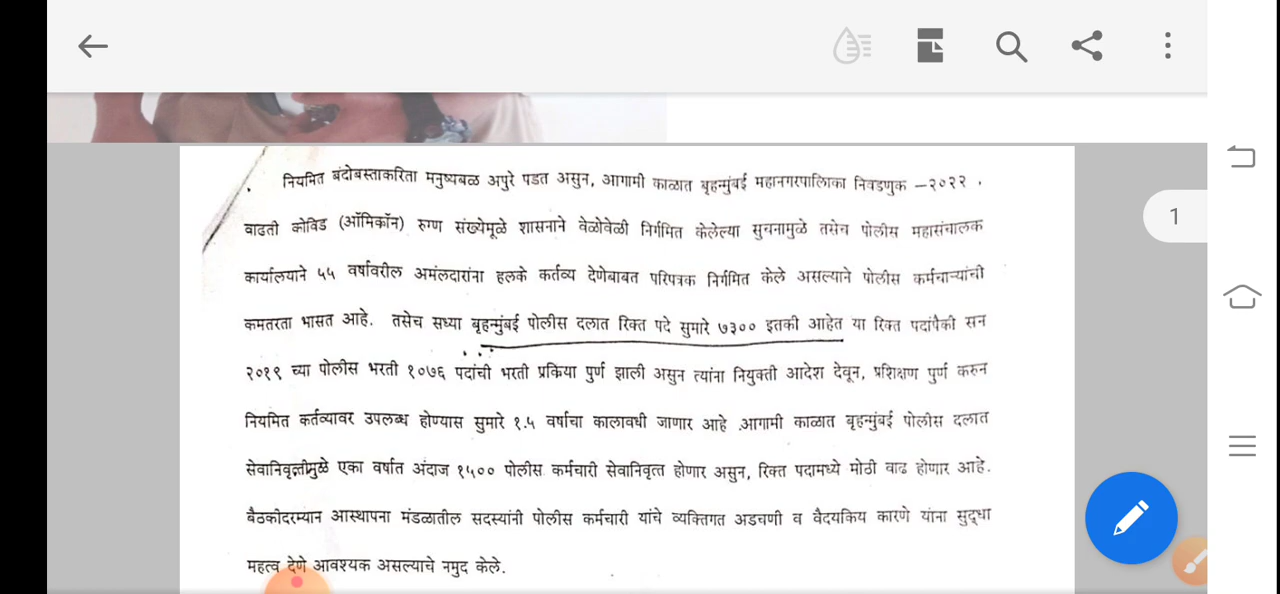 नियमित बंदोबस्ताकरिता मनुष्यबळ अपुरे पडत असुन, आगामी काळात बृहन्मुंबई महानगरपालिका निवडणुक –२०२२ .
वाढती कोविड (ऑमिकॉन) रुग्ण संख्येमूळे शासनाने वेळोवेळी निर्गमित केलेल्या सुचनामुळे तसेच पोलीस महासंचालक
कार्यालयाने ५५ वर्षावरील अमंलदारांना हलके कर्तव्य देणेबाबत परिपत्रक निर्गमित केले असल्याने पोलीस कर्मचाऱ्यांची
कमतरता भासत आहे. तसेच सध्या बृहन्मुंबई पोलीस दलात रिक्त पदे सुमारे ७३०० इतकी आहेत या रिक्त पदांपैकी सन
२०१९ च्या पोलीस भरती १०७६ पदांची भरती प्रकिया पुर्ण झाली असुन त्यांना नियुक्ती आदेश देवून, प्रशिक्षण पुर्ण करुन
नियमित कर्तव्यावर उपलब्ध होण्यास सुमारे १.५ वर्षाचा कालावधी जाणार आहे .आगामी काळात बृहन्मुंबई पोलीस दलात
सेवानिवृत्तीमुळे एका वर्षात अंदाज १५०० पोलीस कर्मचारी सेवानिवृत्त होणार असुन, रिक्त पदामध्ये मोठी वाढ होणार आहे.
बैठकोदरम्यान आस्थापना मंडळातील सदस्यांनी पोलीस कर्मचारी यांचे व्यक्तिगत अडचणी व वैदयकिय कारणे यांना सुद्धा
महत्व देणे आवश्यक असल्याचे नमुद केले.
1